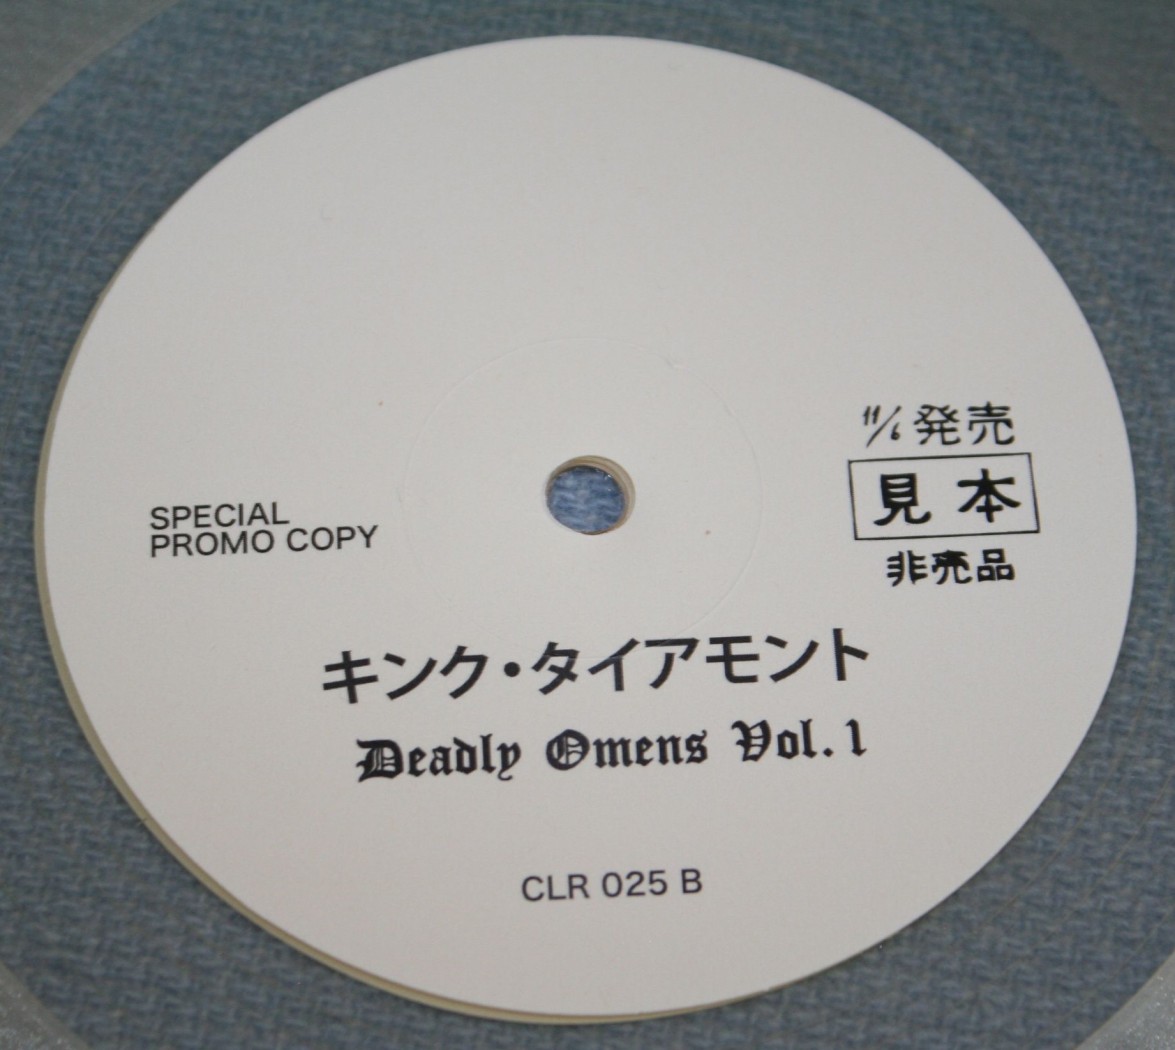 11/6 発売
見本
非売品
SPECIAL
PROMO COPY
キンク・タイアモント
Deadly Omens Vol. 1
CLR 025 B